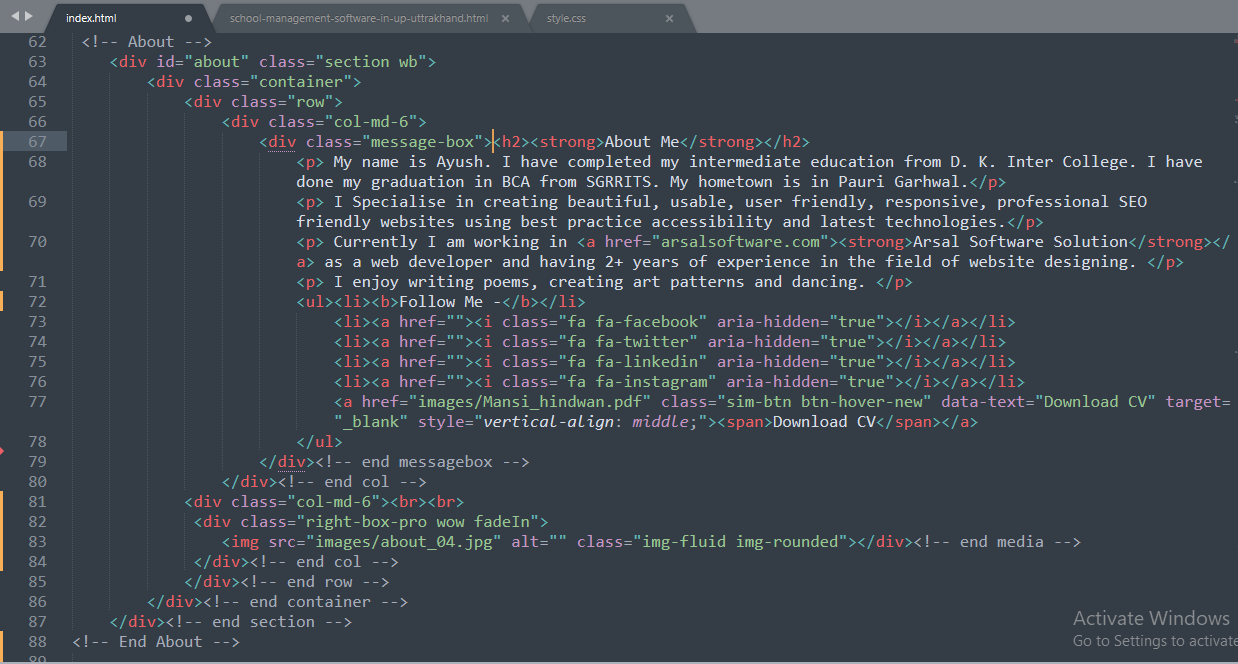 index.html
school-management-software-in-up-uttrakhand.html
style.css
62 <!-- About -->
63 <div id="about" class="section wb">
64 <div class="container">
65 <div class="row">
66 <div class="col-md-6">
67 <div class="message-box"><h2><strong>About Me</strong></h2>
68 <p> My name is Ayush. I have completed my intermediate education from D. K. Inter College. I have
done my graduation in BCA from SGRRITS. My hometown is in Pauri Garhwal.</p>
69 <p> I Specialise in creating beautiful, usable, user friendly, responsive, professional SEO
friendly websites using best practice accessibility and latest technologies.</p>
70 <p> Currently I am working in <a href="arsalsoftware.com"><strong>Arsal Software Solution</strong></
a> as a web developer and having 2+ years of experience in the field of website designing. </p>
71 <p> I enjoy writing poems, creating art patterns and dancing. </p>
72 <ul><li><b>Follow Me -</b></li>
73 <li><a href=""><i class="fa fa-facebook" aria-hidden="true"></i></a></li>
74 <li><a href=""><i class="fa fa-twitter" aria-hidden="true"></i></a></li>
75 <li><a href=""><i class="fa fa-linkedin" aria-hidden="true"></i></a></li>
76 <li><a href=""><i class="fa fa-instagram" aria-hidden="true"></i></a></li>
77 <a href="images/Mansi_hindwan.pdf" class="sim-btn btn-hover-new" data-text="Download CV" target=
"_blank" style="vertical-align: middle;"><span>Download CV</span></a>
78 </ul>
79 </div><!-- end messagebox -->
80 </div><!-- end col -->
81 <div class="col-md-6"><br><br>
82 <div class="right-box-pro wow fadeIn">
83 <img src="images/about_04.jpg" alt="" class="img-fluid img-rounded"></div><!-- end media -->
84 </div><!-- end col -->
85 </div><!-- end row -->
86 </div><!-- end container -->
87 </div><!-- end section -->
88 <!-- End About -->
89
Activate Windows
Go to Settings to activate